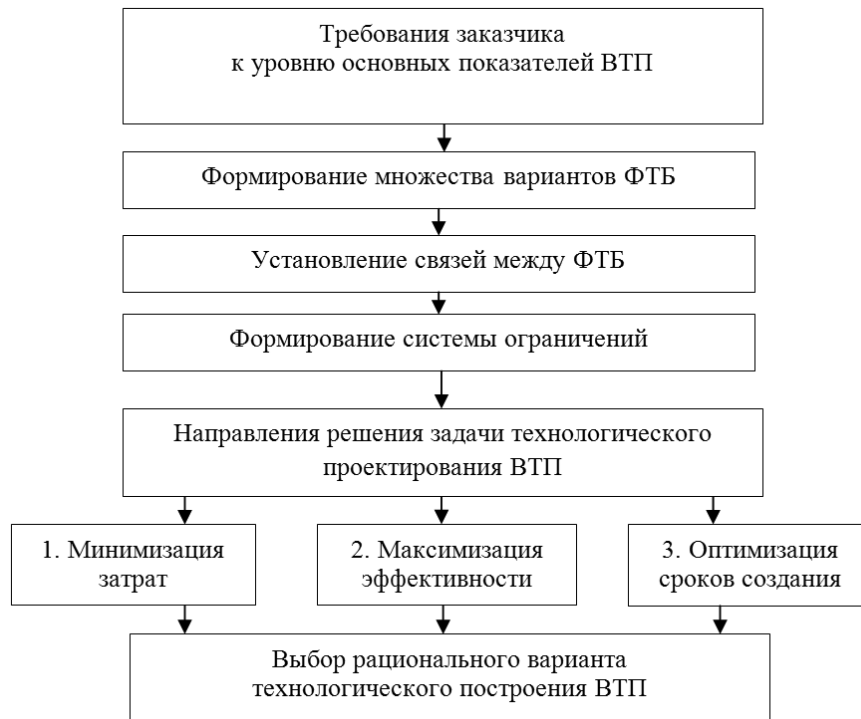 Требования заказчика
к уровню основных показателей ВТП
Формирование множества вариантов ФТБ
Установление связей между ФТБ
Формирование системы ограничений
Направления решения задачи технологического
проектирования ВТП
1. Минимизация
затрат
2. Максимизация
эффективности
3. Оптимизация
сроков создания
Выбор рационального варианта
технологического построения ВТП